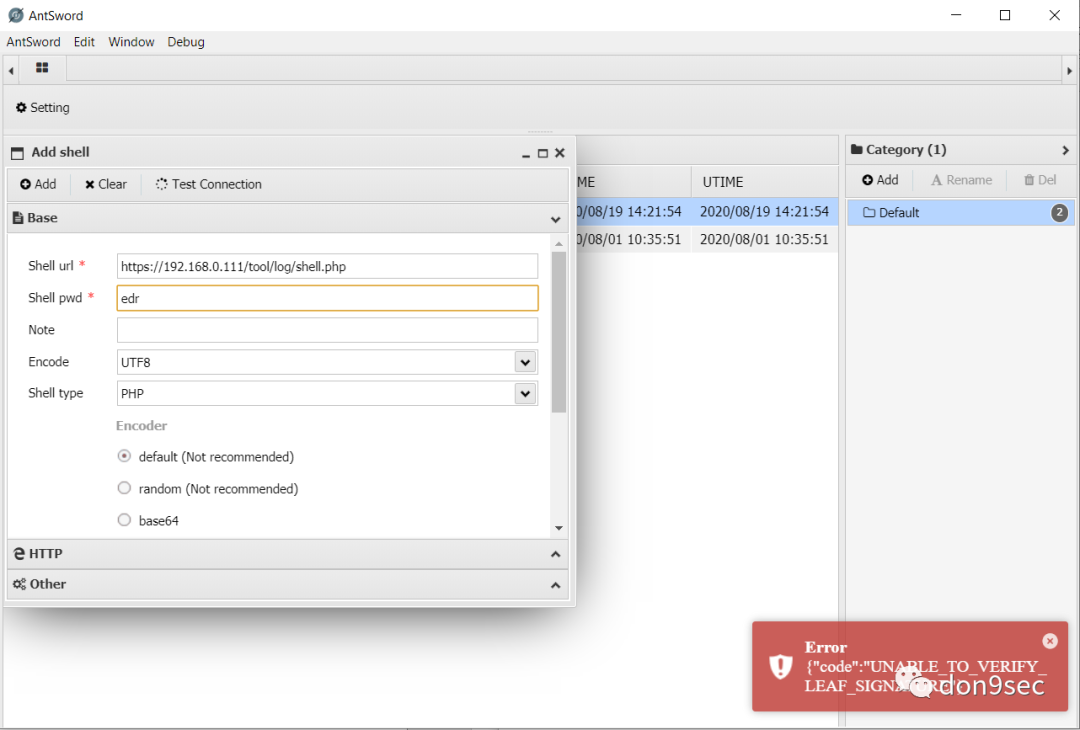 AntSword
AntSword Edit Window Debug
Setting
Add shell
Add Clear Test Connection
Base
Shell url * https://192.168.0.111/tool/log/shell.php
Shell pwd * edr
Note
Encode UTF8
Shell type PHP
Encoder
default (Not recommended)
random (Not recommended)
base64
HTTP
Other
ME UTIME
0/08/19 14:21:54 2020/08/19 14:21:54
0/08/01 10:35:51 2020/08/01 10:35:51
Category (1)
Add Rename Del
Default 2
Error
{"code":"UNABLE_TO_VERIFY_
LEAF_SIGNATURE"}
don9sec